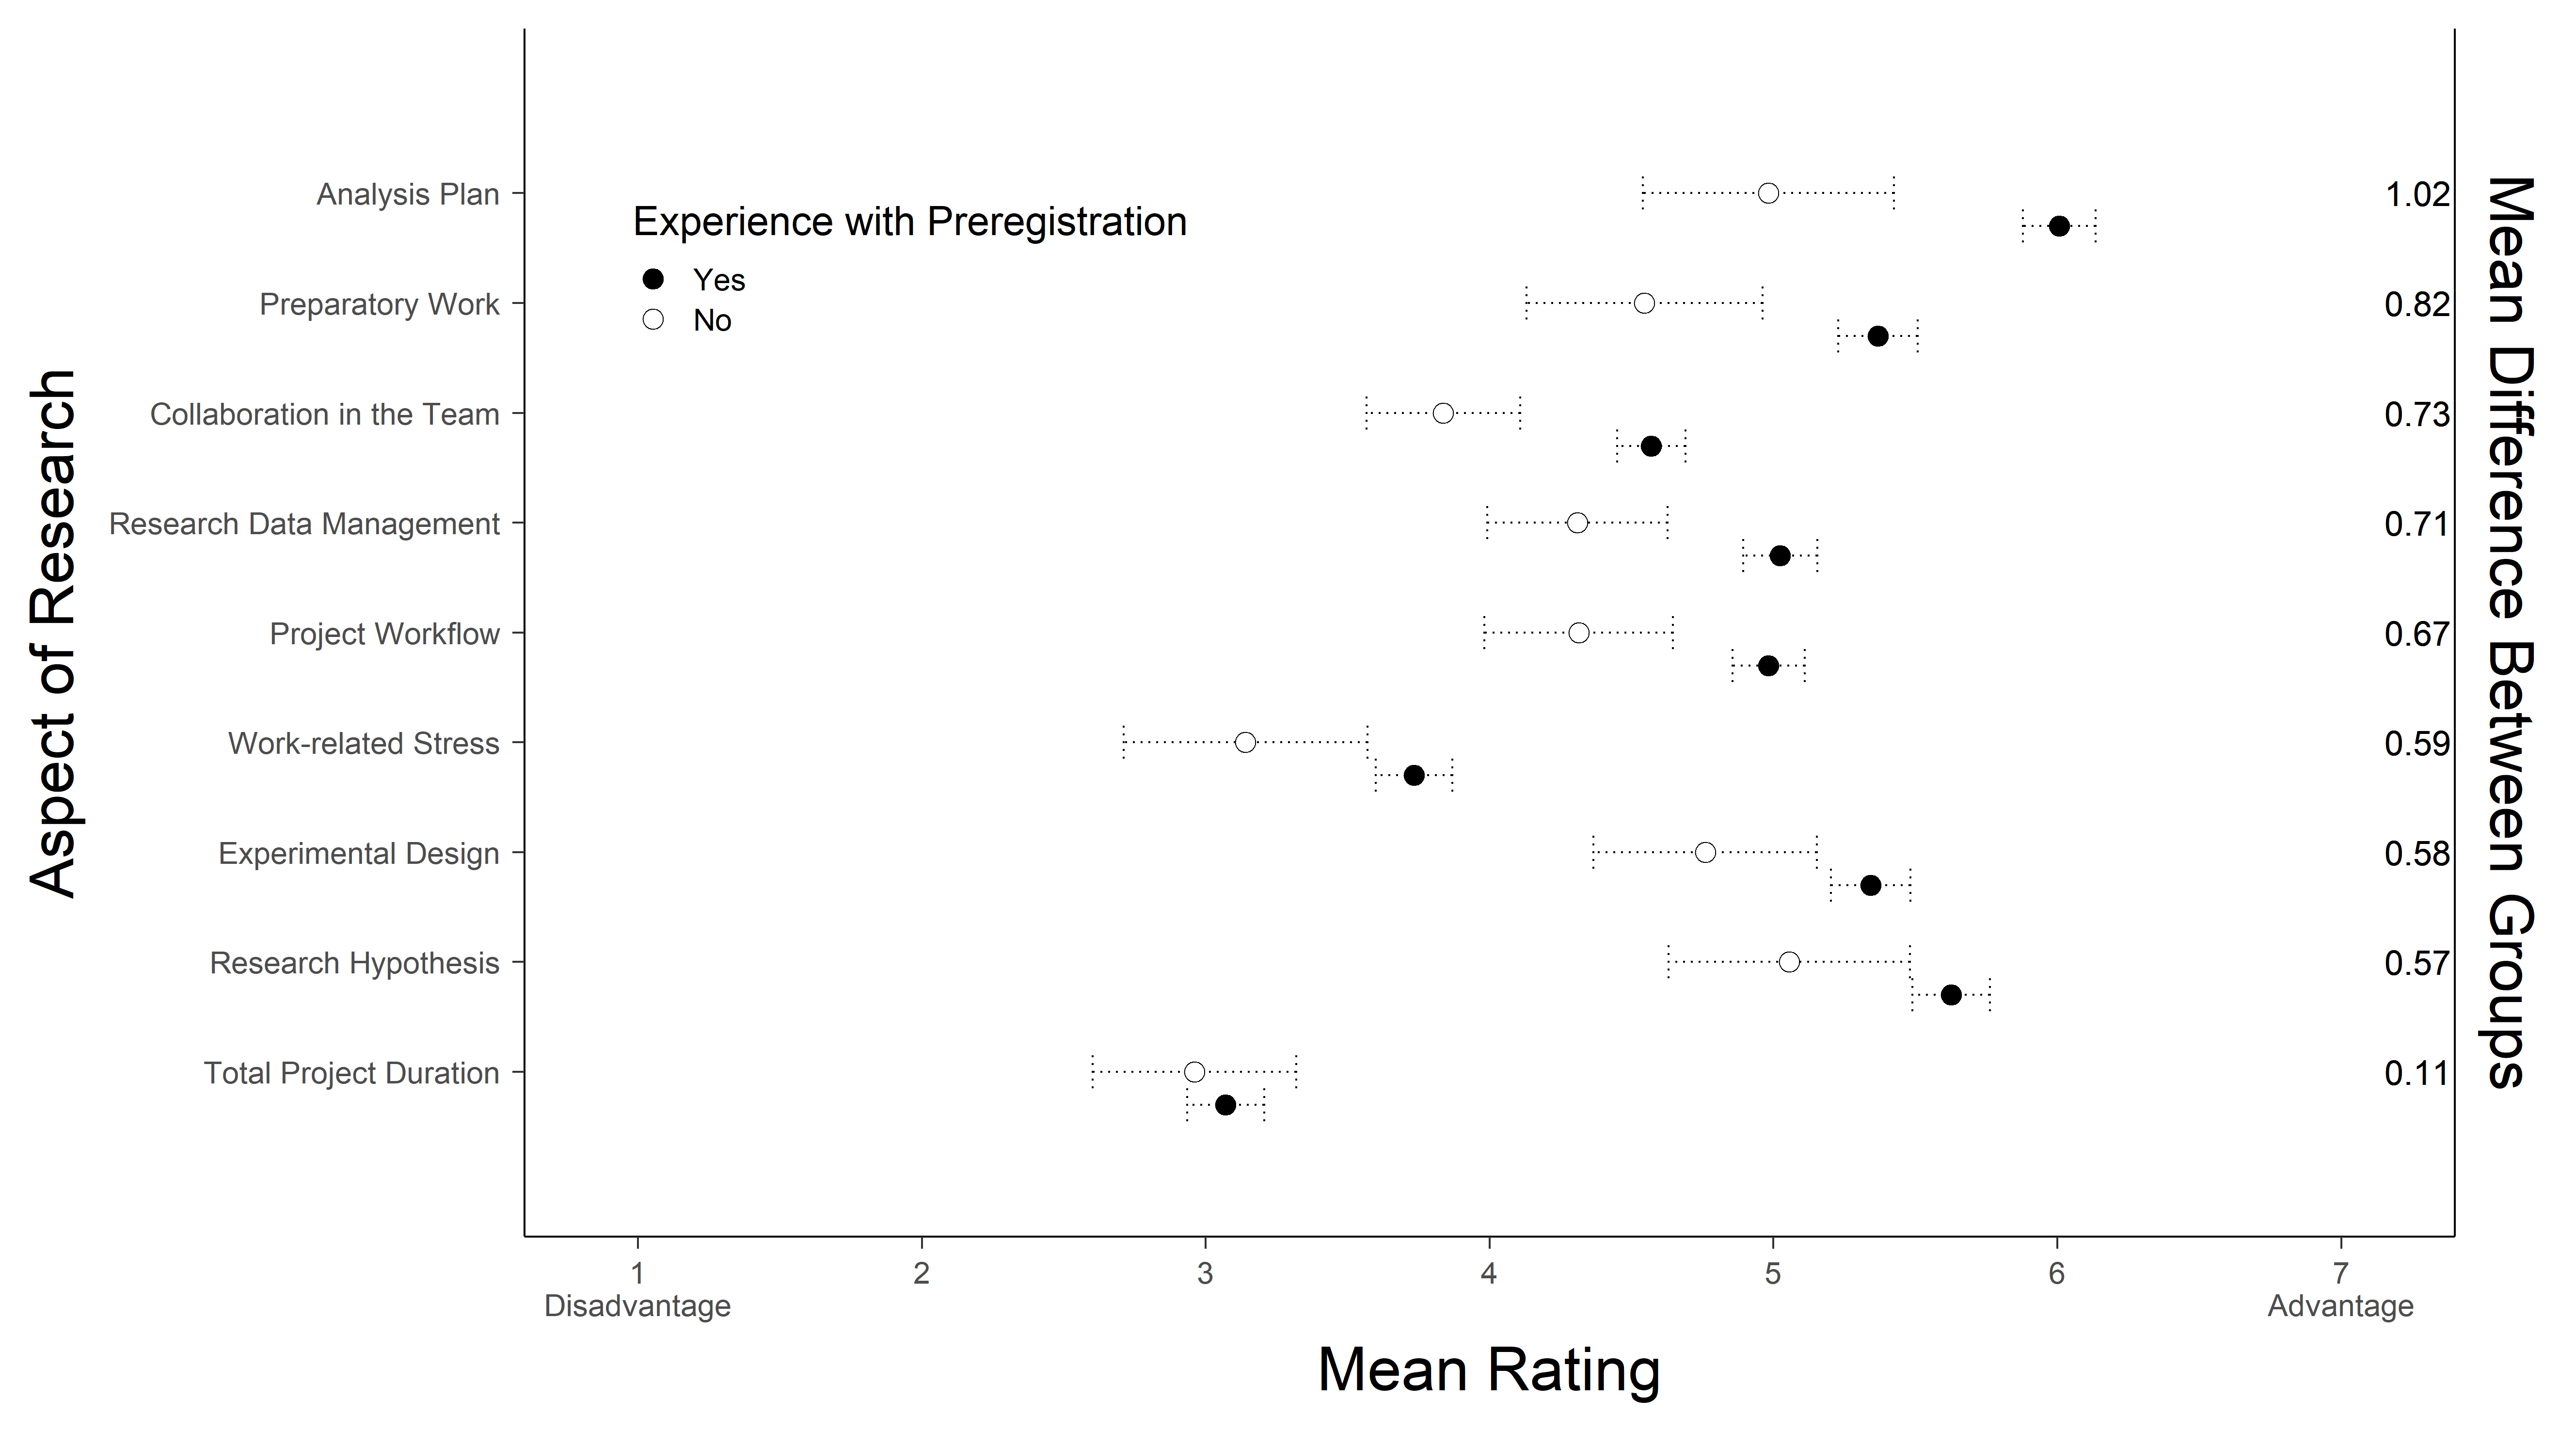 Analysis Plan
1.02
Experience with Preregistration
Yes
No
Preparatory Work
0.82
Collaboration in the Team
0.73
Research Data Management
0.71
Project Workflow
0.67
Work-related Stress
0.59
Experimental Design
0.58
Research Hypothesis
0.57
Total Project Duration
0.11
Aspect of Research
Mean Difference Between Groups
1 2 3 4 5 6 7
Disadvantage Advantage
Mean Rating